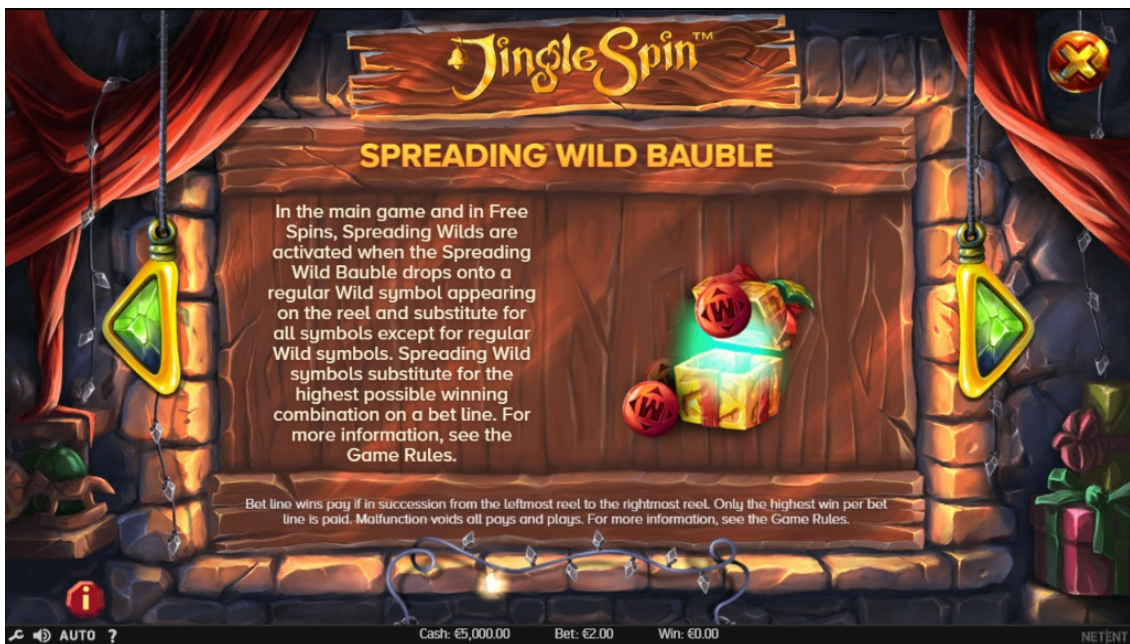 Jingle Spin™
SPREADING WILD BAUBLE
In the main game and in Free
Spins, Spreading Wilds are
activated when the Spreading
Wild Bauble drops onto a
regular Wild symbol appearing
on the reel and substitute for
all symbols except for regular
Wild symbols. Spreading Wild
symbols substitute for the
highest possible winning
combination on a bet line. For
more information, see the
Game Rules.
W
W
Bet line wins pay if in succession from the leftmost reel to the rightmost reel. Only the highest win per bet
line is paid. Malfunction voids all pays and plays. For more information, see the Game Rules.
i
AUTO ? Cash: €5,000.00 Bet: €2.00 Win: €0.00 NETENT